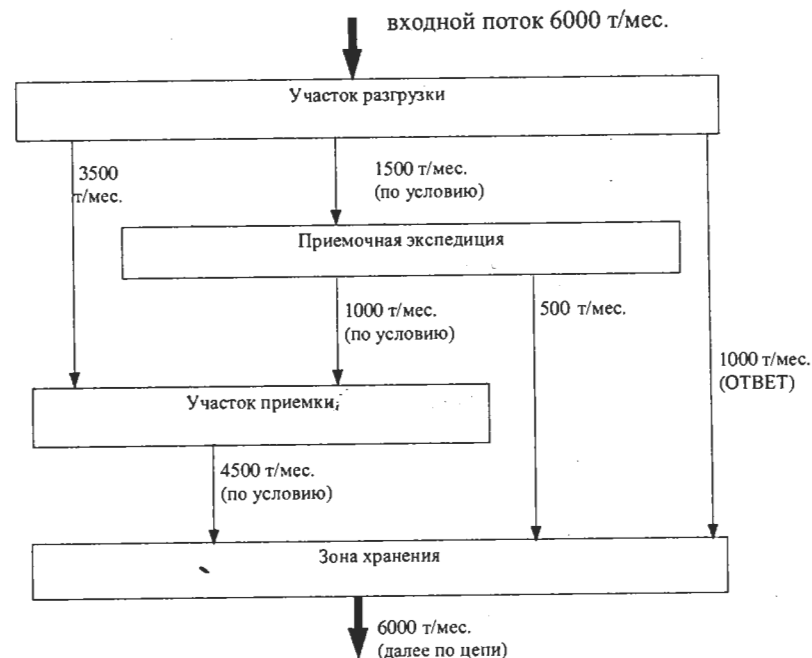 входной поток 6000 т/мес.
Участок разгрузки
3500
т/мес.
1500 т/мес.
(по условию)
Приемочная экспедиция
1000 т/мес.
(по условию)
500 т/мес.
1000 т/мес.
(ОТВЕТ)
Участок приемки
4500 т/мес.
(по условию)
Зона хранения
6000 т/мес.
(далее по цепи)